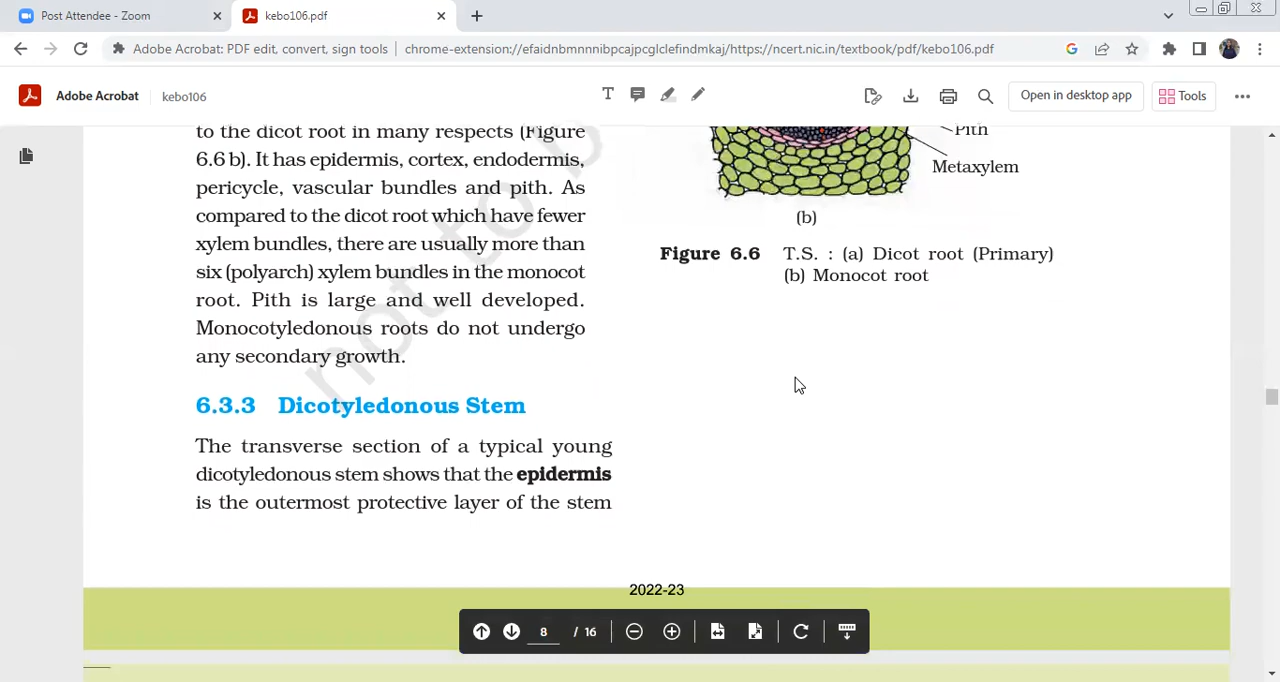 Post Attendee - Zoom
kebo106.pdf
Adobe Acrobat: PDF edit, convert, sign tools
chrome-extension://efaidnbmnnnibpcajpcglclefindmkaj/https://ncert.nic.in/textbook/pdf/kebo106.pdf
Adobe Acrobat
kebo106
Open in desktop app
Tools
to the dicot root in many respects (Figure
6.6 b). It has epidermis, cortex, endodermis,
pericycle, vascular bundles and pith. As
compared to the dicot root which have fewer
xylem bundles, there are usually more than
six (polyarch) xylem bundles in the monocot
root. Pith is large and well developed.
Monocotyledonous roots do not undergo
any secondary growth.
6.3.3 Dicotyledonous Stem
The transverse section of a typical young
dicotyledonous stem shows that the epidermis
is the outermost protective layer of the stem
Pith
Metaxylem
(b)
Figure 6.6 T.S. : (a) Dicot root (Primary)
(b) Monocot root
not to b
2022-23
8 / 16